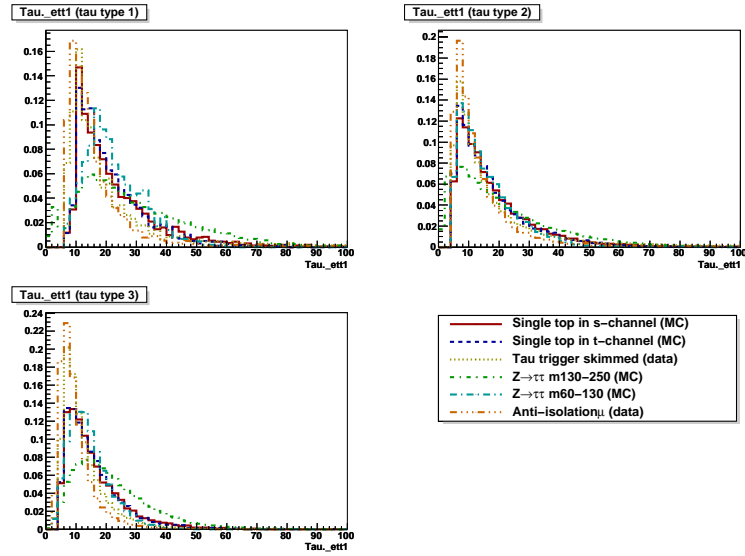 Tau._ett1 (tau type 1)
0.16
0.14
0.12
0.1
0.08
0.06
0.04
0.02
0
0 10 20 30 40 50 60 70 80 90 100
Tau._ett1
Tau._ett1 (tau type 2)
0.2
0.18
0.16
0.14
0.12
0.1
0.08
0.06
0.04
0.02
0
0 10 20 30 40 50 60 70 80 90 100
Tau._ett1
Tau._ett1 (tau type 3)
0.24
0.22
0.2
0.18
0.16
0.14
0.12
0.1
0.08
0.06
0.04
0.02
0
0 10 20 30 40 50 60 70 80 90 100
Tau._ett1
Single top in s−channel (MC)
Single top in t−channel (MC)
Tau trigger skimmed (data)
Z→ττ m130−250 (MC)
Z→ττ m60−130 (MC)
Anti−isolationμ (data)